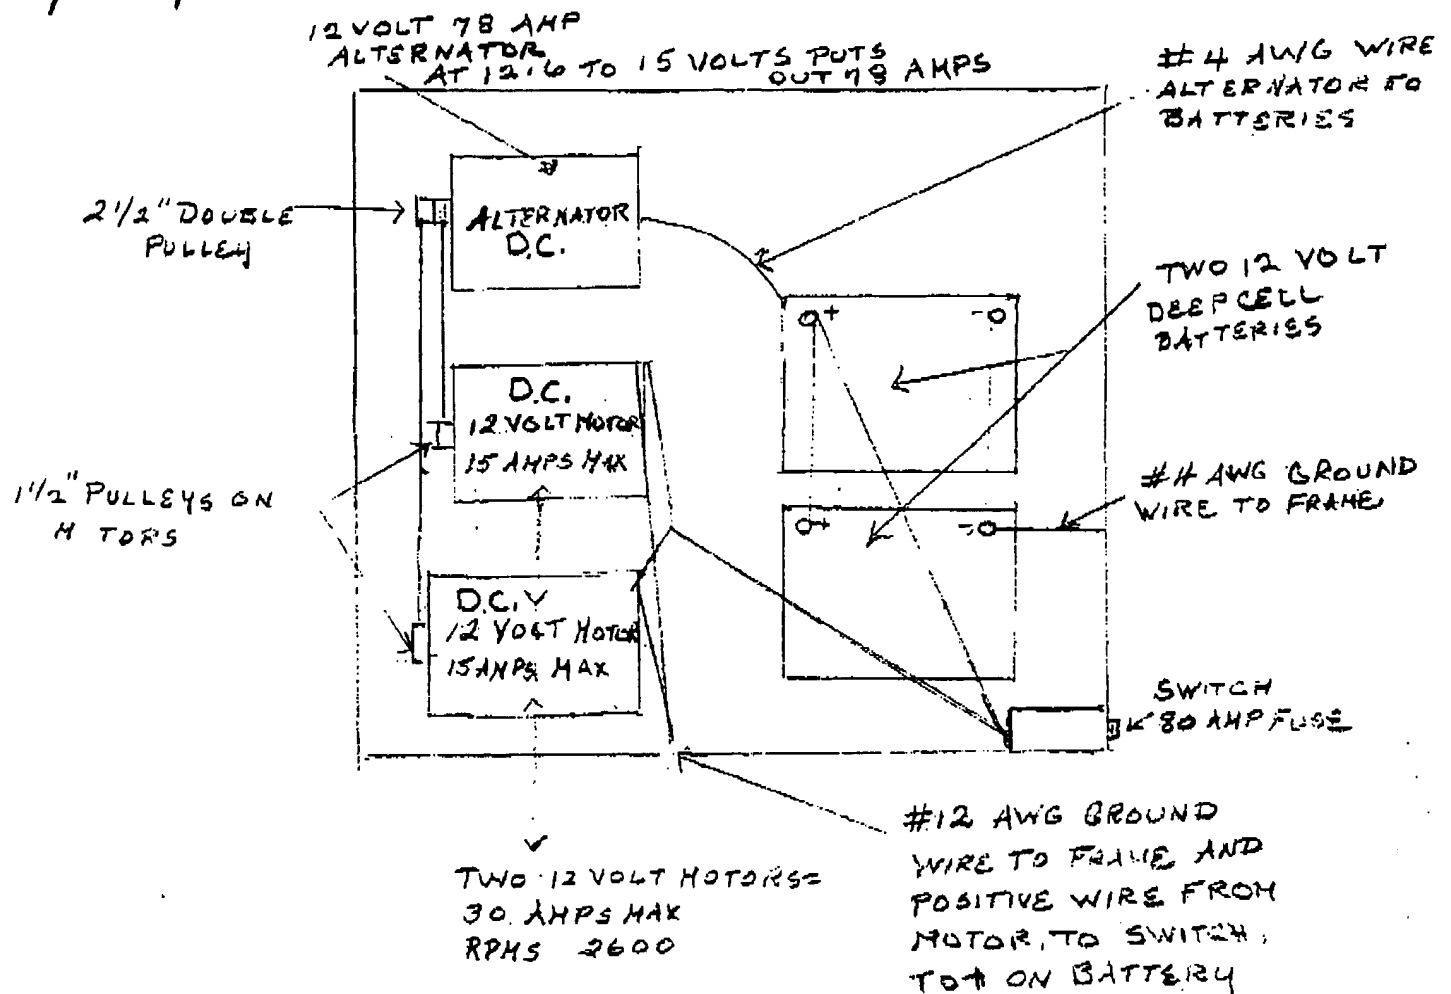 12 VOLT 78 AMP
ALTERNATOR
AT 12.6 TO 15 VOLTS PUTS
OUT 78 AMPS
#4 AWG WIRE
ALTERNATOR TO
BATTERIES
2 1/2" DOUBLE
PULLEY
ALTERNATOR
D.C.
TWO 12 VOLT
DEEP CELL
BATTERIES
+
-
D.C.
12 VOLT MOTOR
15 AMPS MAX
1 1/2" PULLEYS ON
M TORS
#4 AWG GROUND
WIRE TO FRAME
+
-
D.C.
12 VOLT MOTOR
15 AMPS MAX
SWITCH
80 AMP FUSE
TWO 12 VOLT MOTORS=
30 AMPS MAX
RPMS 2600
#12 AWG GROUND
WIRE TO FRAME AND
POSITIVE WIRE FROM
MOTOR, TO SWITCH,
TO + ON BATTERY